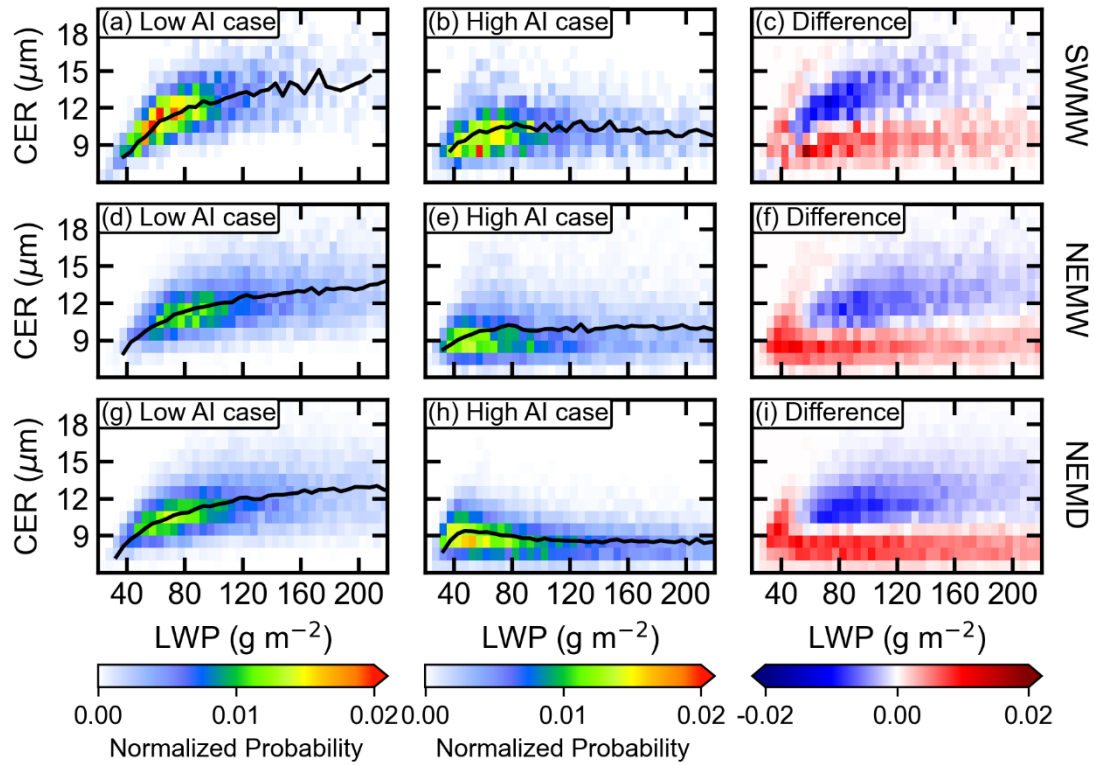 (a) Low AI case
(b) High AI case
(c) Difference
CER (μm)
18
15
12
9
SWMW
(d) Low AI case
(e) High AI case
(f) Difference
CER (μm)
18
15
12
9
NEMW
(g) Low AI case
(h) High AI case
(i) Difference
CER (μm)
18
15
12
9
NEMD
40 80 120 160 200
40 80 120 160 200
40 80 120 160 200
LWP (g m⁻²)
LWP (g m⁻²)
LWP (g m⁻²)
0.00 0.01 0.02
0.00 0.01 0.02
-0.02 0.00 0.02
Normalized Probability
Normalized Probability